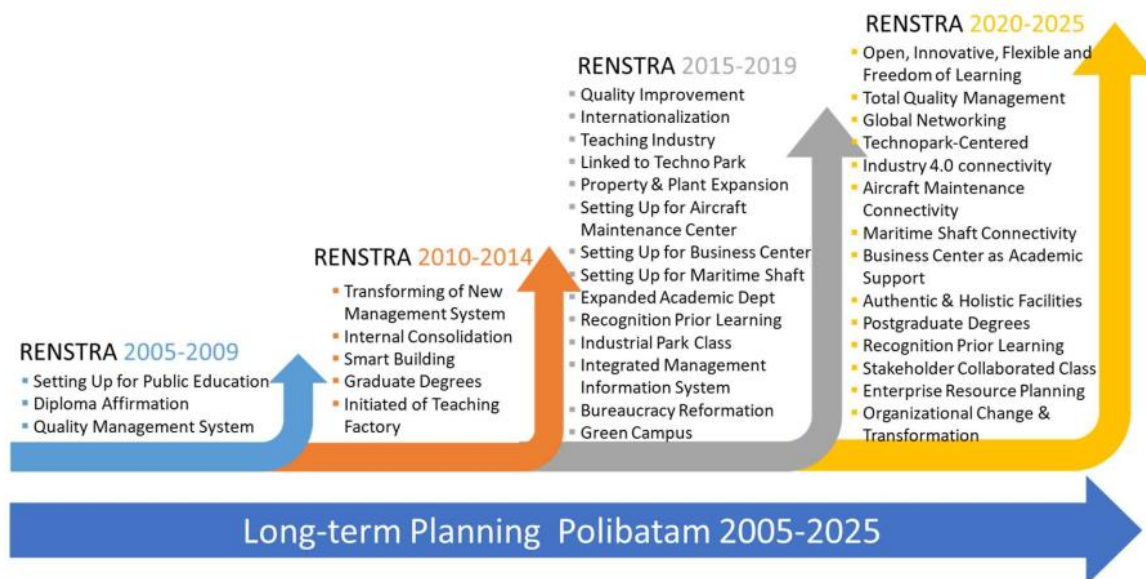 RENSTRA 2005-2009
▪ Setting Up for Public Education
▪ Diploma Affirmation
▪ Quality Management System
RENSTRA 2010-2014
▪ Transforming of New
Management System
▪ Internal Consolidation
▪ Smart Building
▪ Graduate Degrees
▪ Initiated of Teaching
Factory
RENSTRA 2015-2019
▪ Quality Improvement
▪ Internationalization
▪ Teaching Industry
▪ Linked to Techno Park
▪ Property & Plant Expansion
▪ Setting Up for Aircraft
Maintenance Center
▪ Setting Up for Business Center
▪ Setting Up for Maritime Shaft
▪ Expanded Academic Dept
▪ Recognition Prior Learning
▪ Industrial Park Class
▪ Integrated Management
Information System
▪ Bureaucracy Reformation
▪ Green Campus
RENSTRA 2020-2025
▪ Open, Innovative, Flexible and
Freedom of Learning
▪ Total Quality Management
▪ Global Networking
▪ Technopark-Centered
▪ Industry 4.0 connectivity
▪ Aircraft Maintenance
Connectivity
▪ Maritime Shaft Connectivity
▪ Business Center as Academic
Support
▪ Authentic & Holistic Facilities
▪ Postgraduate Degrees
▪ Recognition Prior Learning
▪ Stakeholder Collaborated Class
▪ Enterprise Resource Planning
▪ Organizational Change &
Transformation
Long-term Planning Polibatam 2005-2025